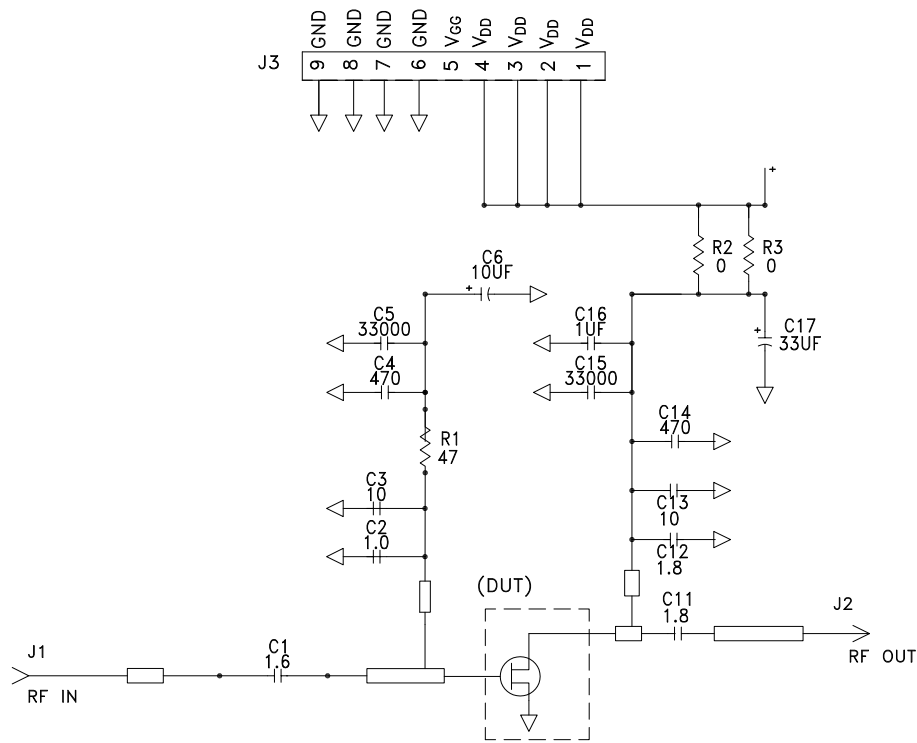 GND
GND
GND
GND
VGG
VDD
VDD
VDD
VDD
J3
9
8
7
6
5
4
3
2
1
+
R2
0
R3
0
C6
10UF
+
C5
33000
C4
470
R1
47
C3
10
C2
1.0
C16
1UF
C15
33000
+
C17
33UF
C14
470
C13
10
C12
1.8
(DUT)
C11
1.8
J2
RF OUT
J1
RF IN
C1
1.6